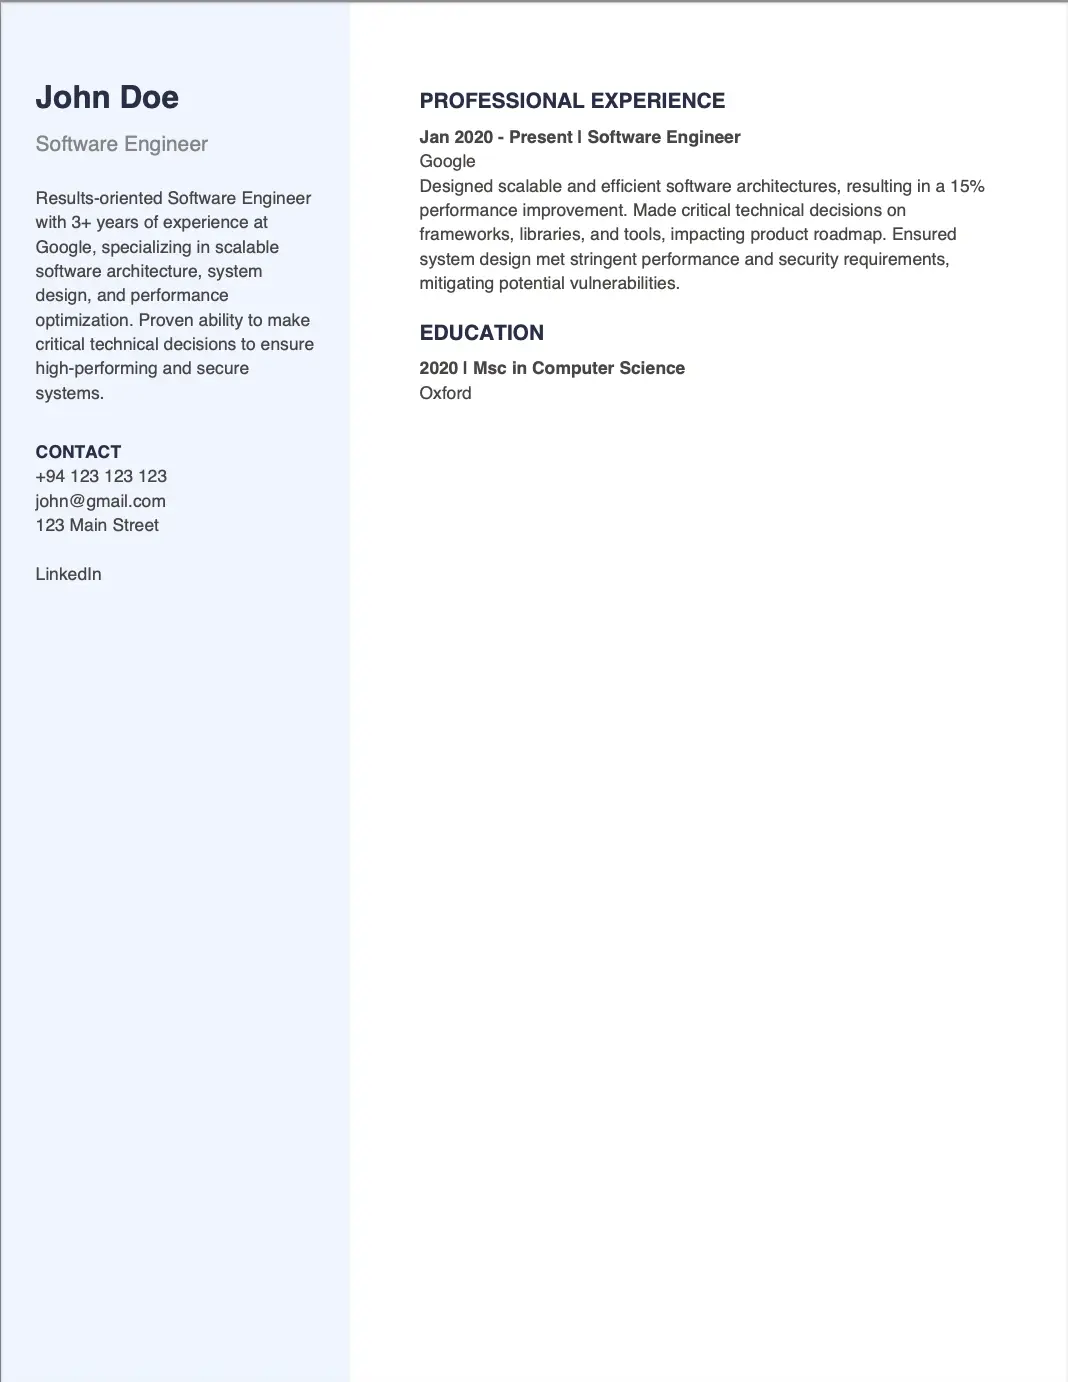 John Doe
Software Engineer
Results-oriented Software Engineer
with 3+ years of experience at
Google, specializing in scalable
software architecture, system
design, and performance
optimization. Proven ability to make
critical technical decisions to ensure
high-performing and secure
systems.
CONTACT
+94 123 123 123
john@gmail.com
123 Main Street
LinkedIn
PROFESSIONAL EXPERIENCE
Jan 2020 - Present | Software Engineer
Google
Designed scalable and efficient software architectures, resulting in a 15%
performance improvement. Made critical technical decisions on
frameworks, libraries, and tools, impacting product roadmap. Ensured
system design met stringent performance and security requirements,
mitigating potential vulnerabilities.
EDUCATION
2020 | Msc in Computer Science
Oxford